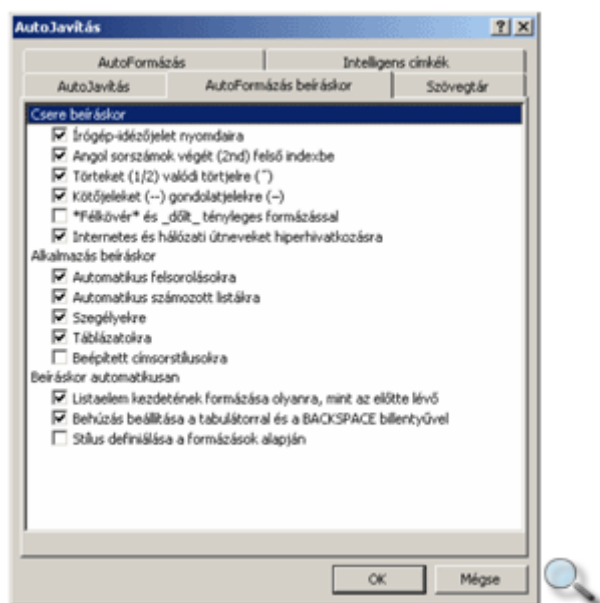 AutoJavítás
AutoFormázás
Intelligens címkék
AutoJavítás
AutoFormázás beíráskor
Szövegtár
Csere beíráskor
Írógép-idézőjelet nyomdaira
Angol sorszámok végét (2nd) felső indexbe
Törteket (1/2) valódi törtjelre (˝)
Kötőjeleket (--) gondolatjelekre (–)
*Félkövér* és _dőlt_ tényleges formázással
Internetes és hálózati útneveket hiperhivatkozásra
Alkalmazás beíráskor
Automatikus felsorolásokra
Automatikus számozott listákra
Szegélyekre
Táblázatokra
Beépített címsorstílusokra
Beíráskor automatikusan
Listaelem kezdetének formázása olyanra, mint az előtte lévő
Behúzás beállítása a tabulátorral és a BACKSPACE billentyűvel
Stílus definiálása a formázások alapján
OK
Mégse